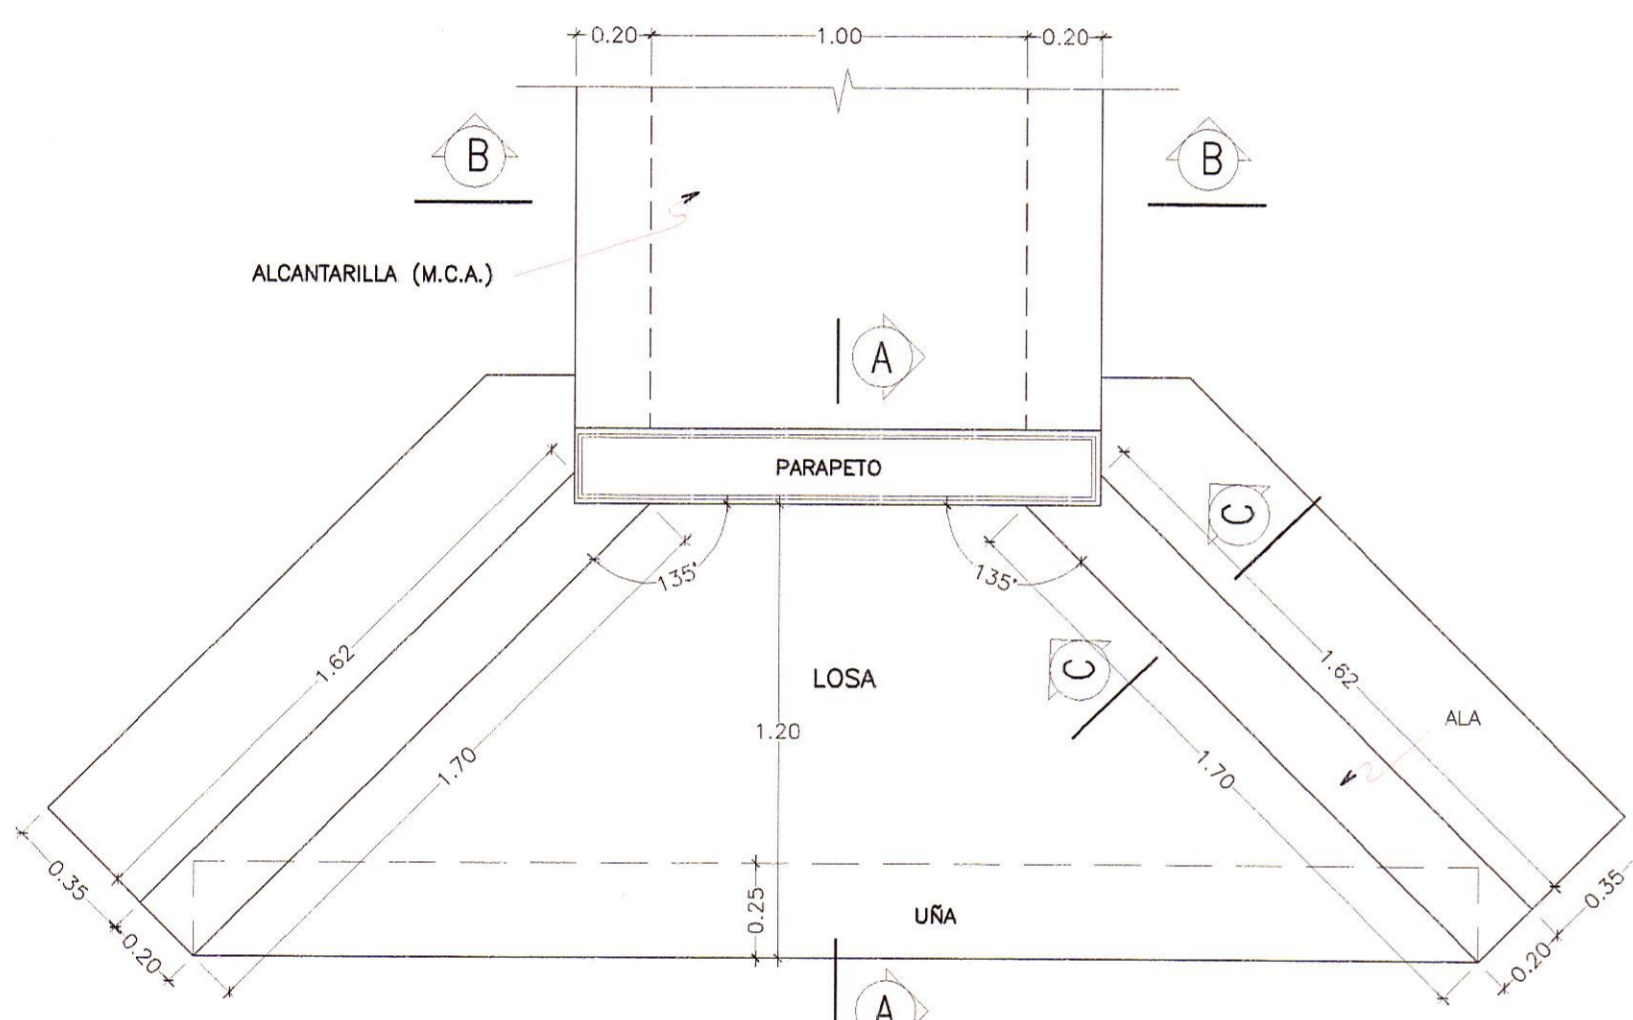 0.20 1.00 0.20
B B
ALCANTARILLA (M.C.A.)
A
PARAPETO
C
135° 135°
1.62 LOSA C 1.62
ALA
1.70 1.20 1.70
0.35 0.25 UÑA 0.35
0.20 0.20
A